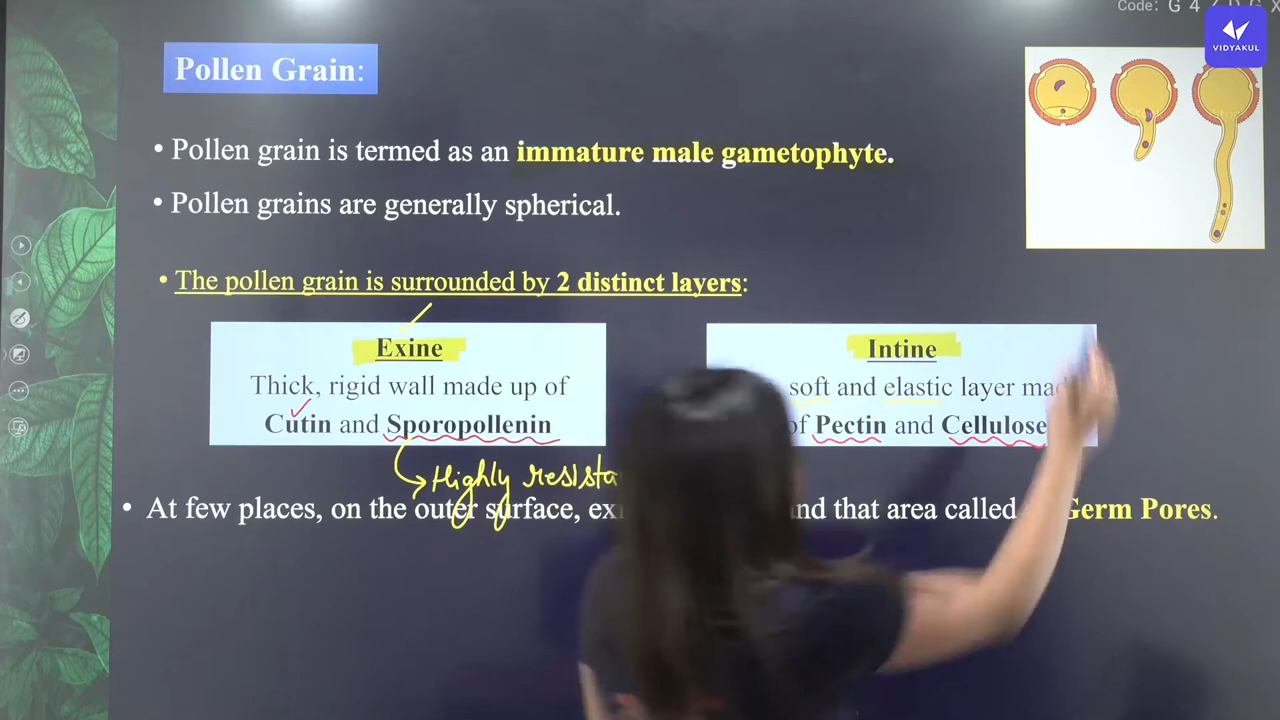 Code: G 4
VIDYAKUL
Pollen Grain:
• Pollen grain is termed as an immature male gametophyte.
• Pollen grains are generally spherical.
• The pollen grain is surrounded by 2 distinct layers:
Exine
Thick, rigid wall made up of
Cutin and Sporopollenin
Intine
soft and elastic layer
of Pectin and Cellulose
Highly
• At few places, on the outer surface, that area called Germ Pores.